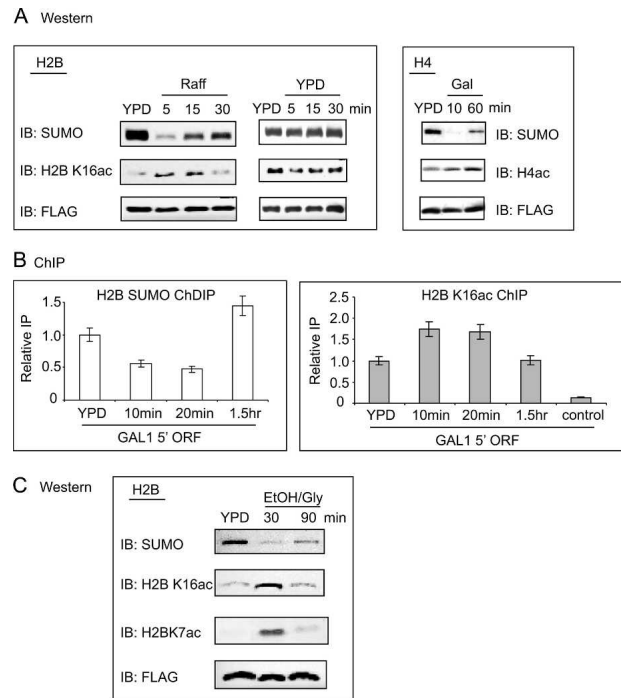 A Western
H2B
Raff YPD
YPD 5 15 30 YPD 5 15 30 min
IB: SUMO
IB: H2B K16ac
IB: FLAG
H4
Gal
YPD 10 60 min
IB: SUMO
IB: H4ac
IB: FLAG
B ChIP
H2B SUMO ChDIP
Relative IP
1.5
1.0
0.5
0
YPD 10min 20min 1.5hr
GAL1 5' ORF
H2B K16ac ChIP
Relative IP
2.5
2.0
1.5
1.0
0.5
0
YPD 10min 20min 1.5hr control
GAL1 5' ORF
C Western
H2B
EtOH/Gly
YPD 30 90 min
IB: SUMO
IB: H2B K16ac
IB: H2BK7ac
IB: FLAG